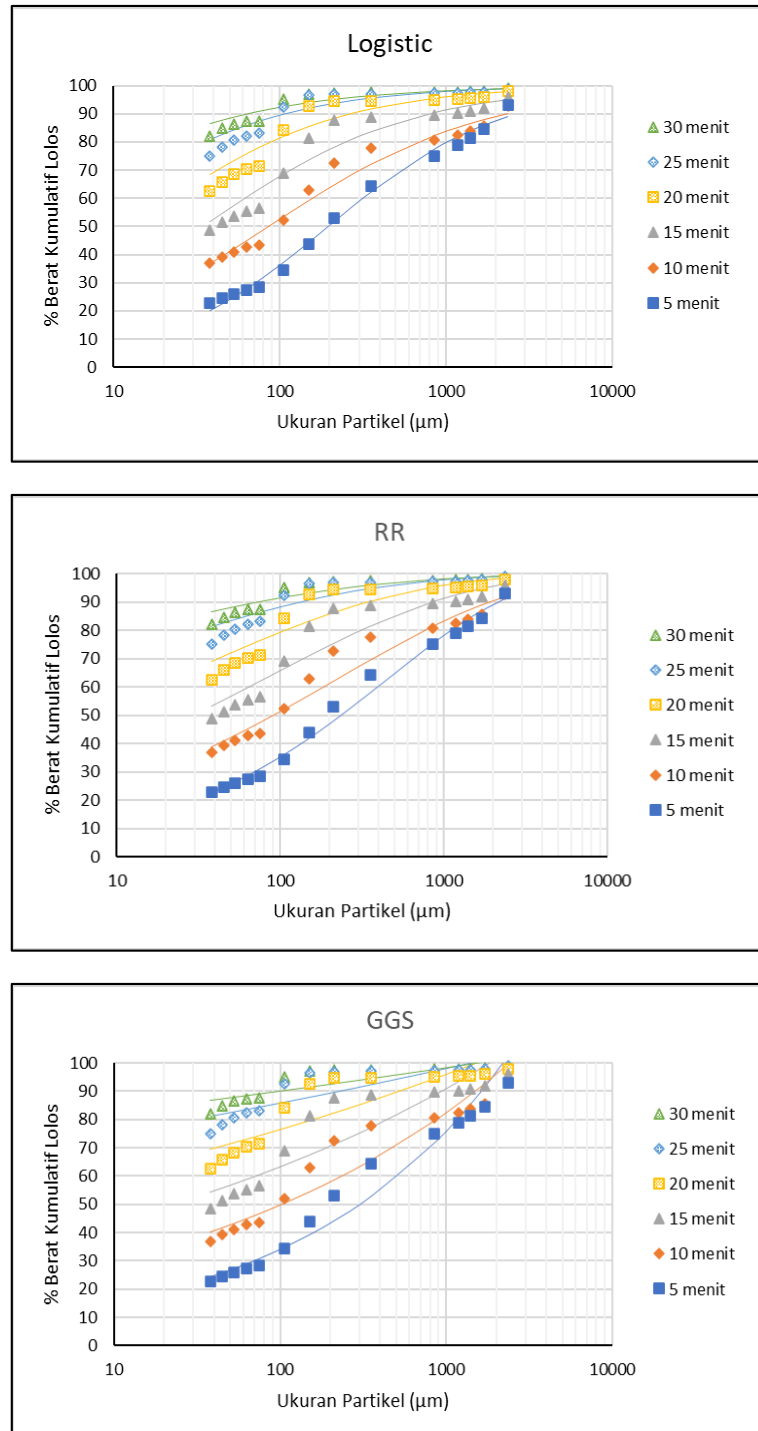 Logistic
100
90
80
70
60
50
40
30
20
10
0
10
100
1000
10000
% Berat Kumulatif Lolos
Ukuran Partikel (µm)
30 menit
25 menit
20 menit
15 menit
10 menit
5 menit
RR
100
90
80
70
60
50
40
30
20
10
0
10
100
1000
10000
% Berat Kumulatif Lolos
Ukuran Partikel (µm)
30 menit
25 menit
20 menit
15 menit
10 menit
5 menit
GGS
100
90
80
70
60
50
40
30
20
10
0
10
100
1000
10000
% Berat Kumulatif Lolos
Ukuran Partikel (µm)
30 menit
25 menit
20 menit
15 menit
10 menit
5 menit